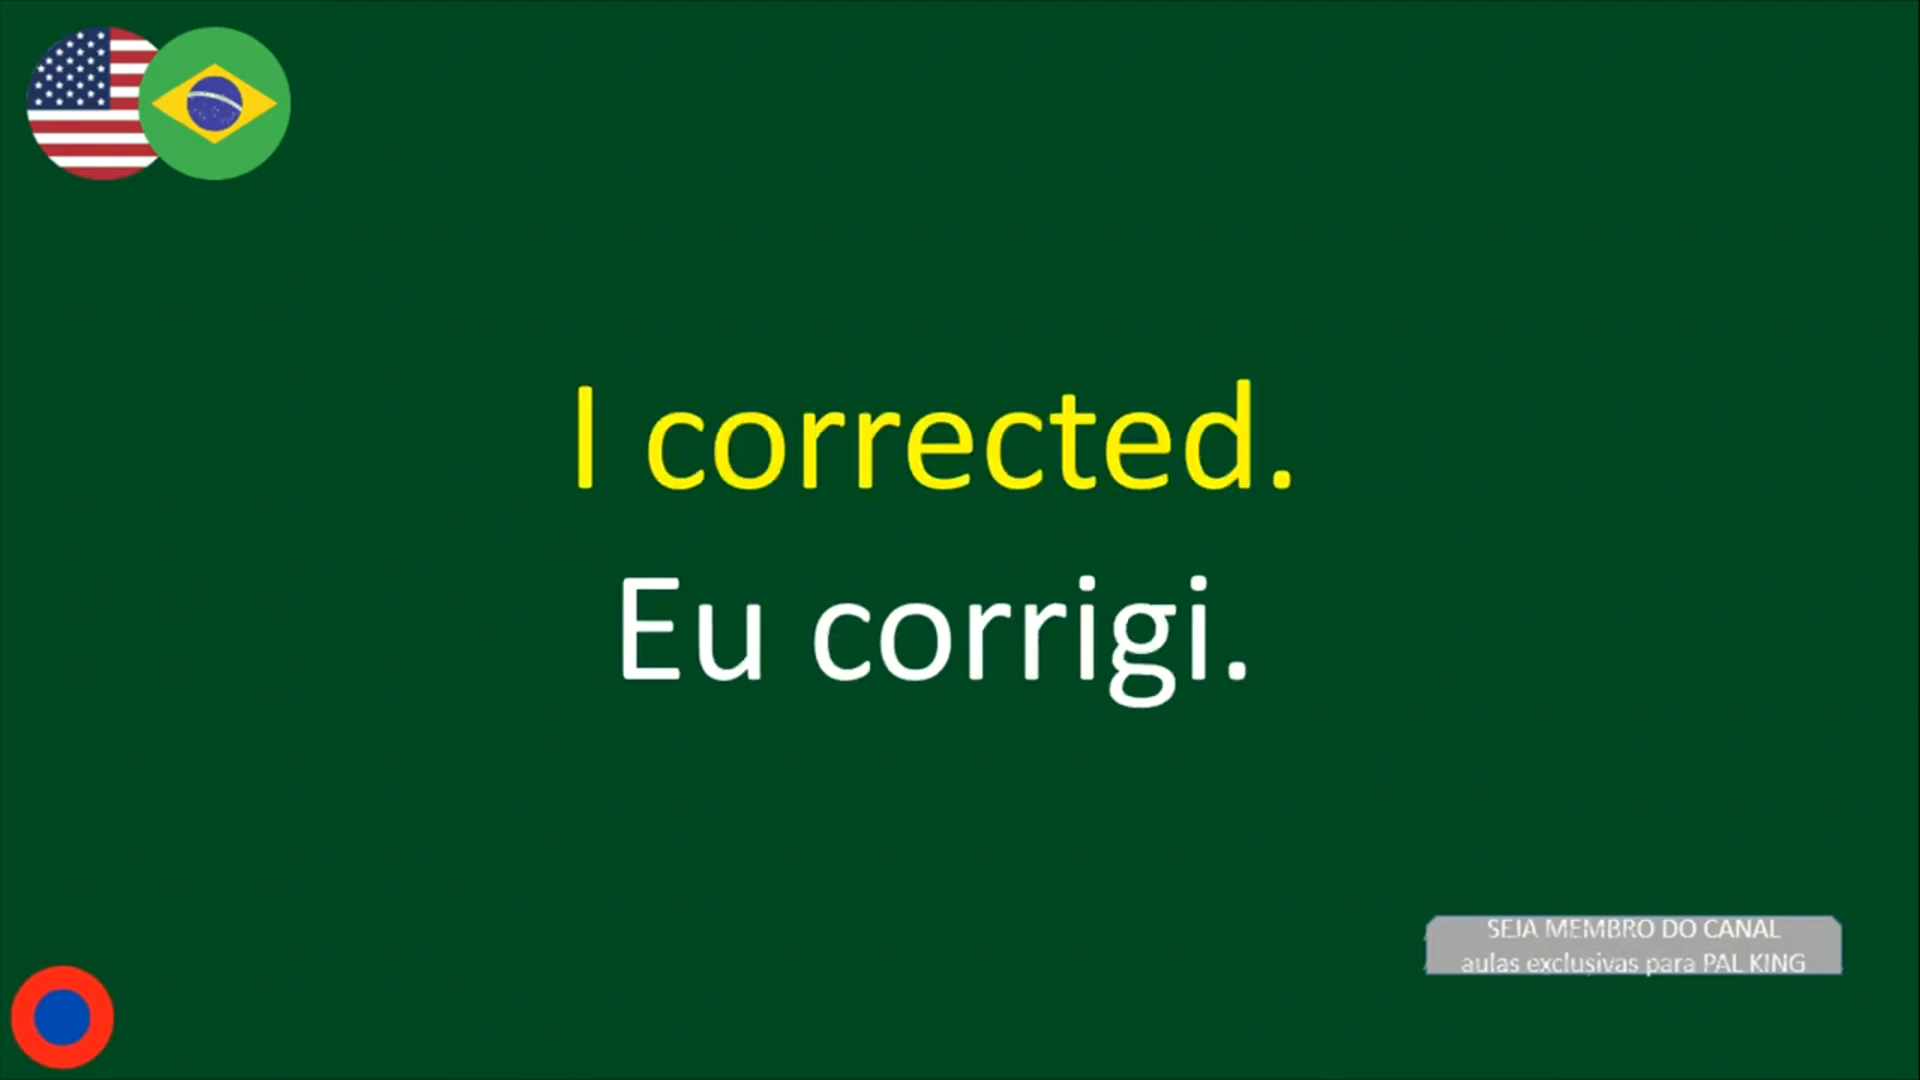 I corrected.
Eu corrigi.
SEJA MEMBRO DO CANAL
aulas exclusivas para PAL KING